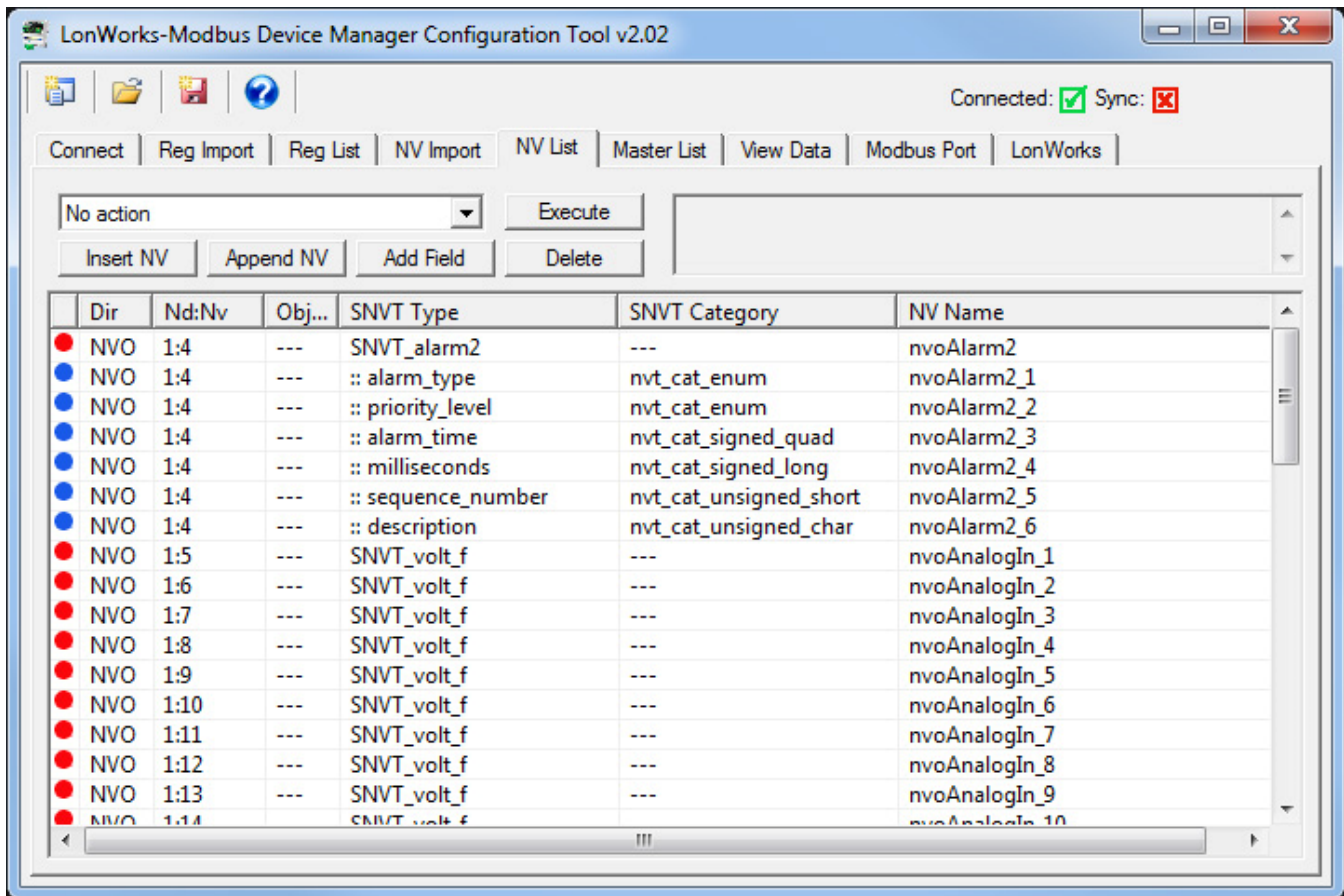 LonWorks-Modbus Device Manager Configuration Tool v2.02
Connected: Sync:
Connect Reg Import Reg List NV Import NV List Master List View Data Modbus Port LonWorks
No action Execute
Insert NV Append NV Add Field Delete
Dir Nd:Nv Obj... SNVT Type SNVT Category NV Name
NVO 1:4 --- SNVT_alarm2 --- nvoAlarm2
NVO 1:4 --- :: alarm_type nvt_cat_enum nvoAlarm2_1
NVO 1:4 --- :: priority_level nvt_cat_enum nvoAlarm2_2
NVO 1:4 --- :: alarm_time nvt_cat_signed_quad nvoAlarm2_3
NVO 1:4 --- :: milliseconds nvt_cat_signed_long nvoAlarm2_4
NVO 1:4 --- :: sequence_number nvt_cat_unsigned_short nvoAlarm2_5
NVO 1:4 --- :: description nvt_cat_unsigned_char nvoAlarm2_6
NVO 1:5 --- SNVT_volt_f --- nvoAnalogIn_1
NVO 1:6 --- SNVT_volt_f --- nvoAnalogIn_2
NVO 1:7 --- SNVT_volt_f --- nvoAnalogIn_3
NVO 1:8 --- SNVT_volt_f --- nvoAnalogIn_4
NVO 1:9 --- SNVT_volt_f --- nvoAnalogIn_5
NVO 1:10 --- SNVT_volt_f --- nvoAnalogIn_6
NVO 1:11 --- SNVT_volt_f --- nvoAnalogIn_7
NVO 1:12 --- SNVT_volt_f --- nvoAnalogIn_8
NVO 1:13 --- SNVT_volt_f --- nvoAnalogIn_9
NVO 1:14 SNVT_volt_f nvoAnalogIn_10